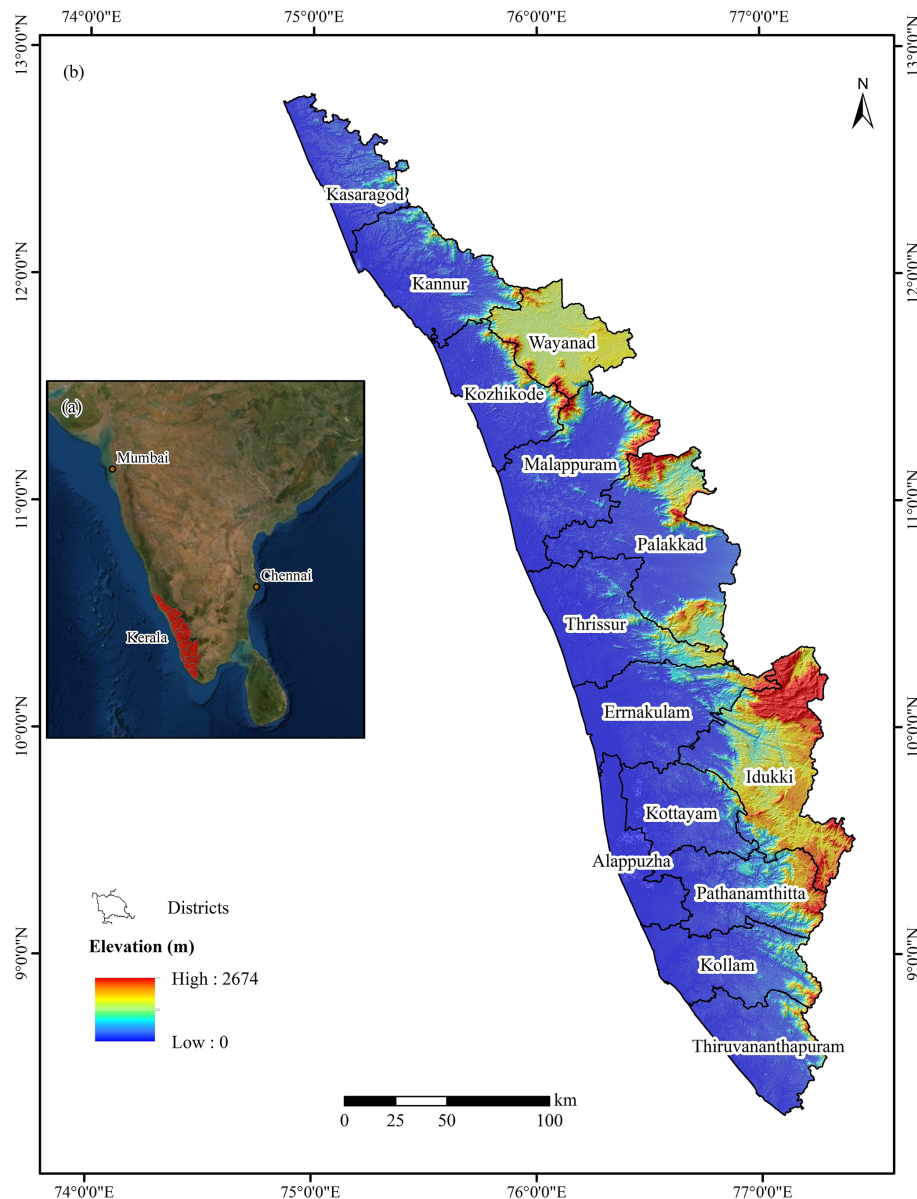 74°0'0"E 75°0'0"E 76°0'0"E 77°0'0"E
13°0'0"N
13°0'0"N
(b)
N
Kasaragod
12°0'0"N
12°0'0"N
Kannur
Wayanad
Kozhikode
(a)
Mumbai
Malappuram
11°0'0"N
11°0'0"N
Palakkad
Chennai
Thrissur
Kerala
Errnakulam
10°0'0"N
10°0'0"N
Idukki
Kottayam
Alappuzha
Pathanamthitta
Districts
Elevation (m)
9°0'0"N
9°0'0"N
Kollam
High : 2674
Low : 0
Thiruvananthapuram
km
0 25 50 100
74°0'0"E 75°0'0"E 76°0'0"E 77°0'0"E